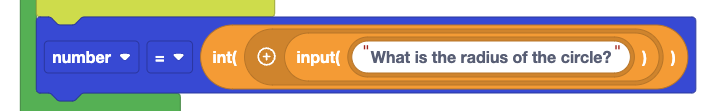 number = int( + input( "What is the radius of the circle?" ) )